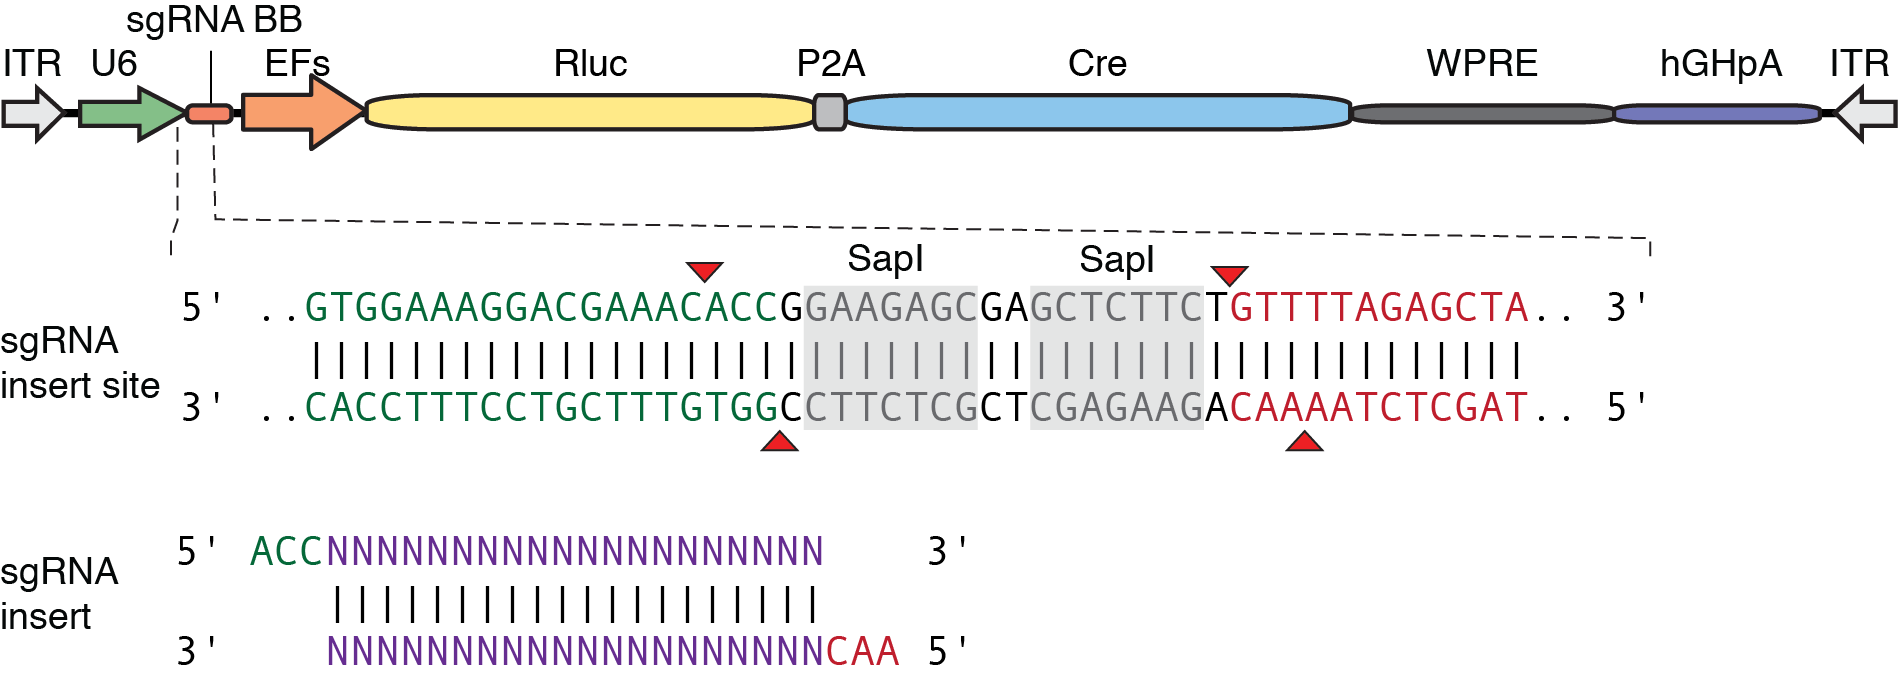 sgRNA BB
ITR U6 EFs Rluc P2A Cre WPRE hGHpA ITR
SapI SapI
5' ..GTGGAAAGGACGAAACACCGGAAGAGCGAGCTCTTCTGTTTTAGAGCTA.. 3'
sgRNA
insert site
3' ..CACCTTTCCTGCTTTGTGGCCTTCTCGCTCGAGAAGACAAAATCTCGAT.. 5'
5' ACCNNNNNNNNNNNNNNNNNNNN 3'
sgRNA
insert
3' NNNNNNNNNNNNNNNNNNNNCAA 5'